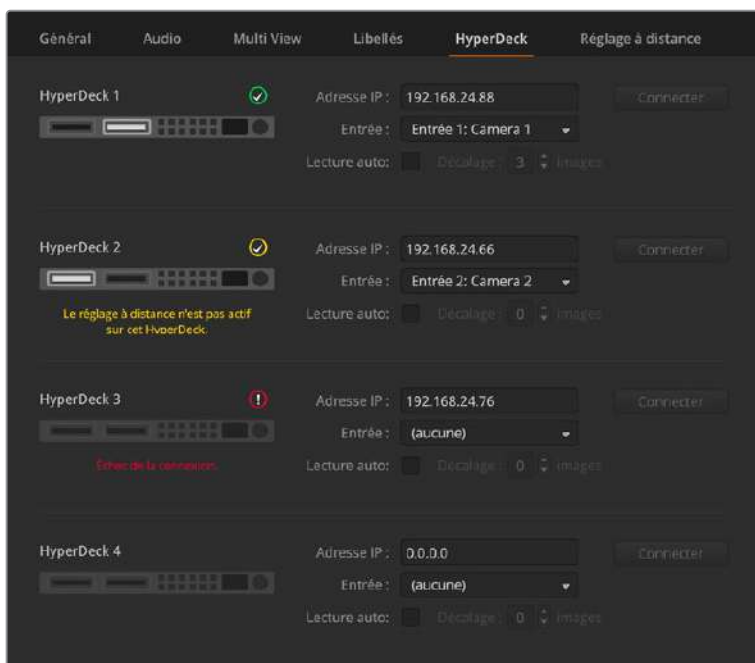 Général Audio Multi View Libellés HyperDeck Réglage à distance
HyperDeck 1 Adresse IP : 192.168.24.88 Connecter
Entrée : Entrée 1: Camera 1
Lecture auto: Décalage : 3 images
HyperDeck 2 Adresse IP : 192.168.24.66 Connecter
Entrée : Entrée 2: Camera 2
Le réglage à distance n'est pas actif
sur cet HyperDeck.
Lecture auto: Décalage : 0 images
HyperDeck 3 Adresse IP : 192.168.24.76 Connecter
Entrée : (aucune)
Échec de la connexion.
Lecture auto: Décalage : 0 images
HyperDeck 4 Adresse IP : 0.0.0.0 Connecter
Entrée : (aucune)
Lecture auto: Décalage : 0 images